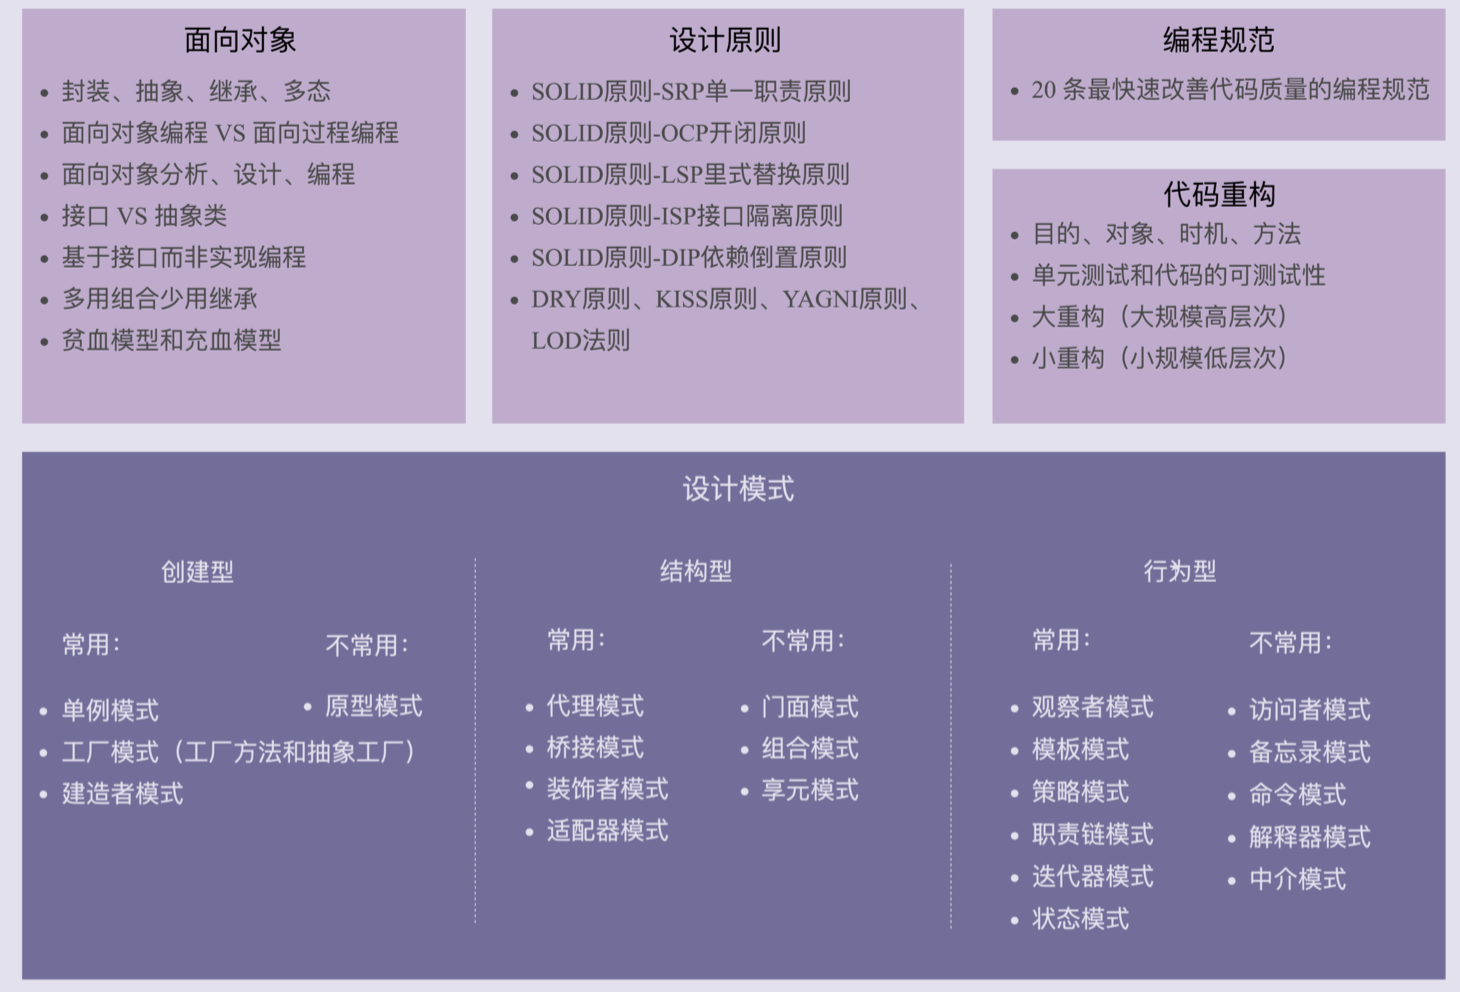 面向对象
封装、抽象、继承、多态
面向对象编程 VS 面向过程编程
面向对象分析、设计、编程
接口 VS 抽象类
基于接口而非实现编程
多用组合少用继承
贫血模型和充血模型
设计原则
SOLID原则-SRP单一职责原则
SOLID原则-OCP开闭原则
SOLID原则-LSP里式替换原则
SOLID原则-ISP接口隔离原则
SOLID原则-DIP依赖倒置原则
DRY原则、KISS原则、YAGNI原则、
LOD法则
编程规范
20 条最快速改善代码质量的编程规范
代码重构
目的、对象、时机、方法
单元测试和代码的可测试性
大重构（大规模高层次）
小重构（小规模低层次）
设计模式
创建型
常用：
单例模式
工厂模式（工厂方法和抽象工厂）
建造者模式
不常用：
原型模式
结构型
常用：
代理模式
桥接模式
装饰者模式
适配器模式
不常用：
门面模式
组合模式
享元模式
行为型
常用：
观察者模式
模板模式
策略模式
职责链模式
迭代器模式
状态模式
不常用：
访问者模式
备忘录模式
命令模式
解释器模式
中介模式